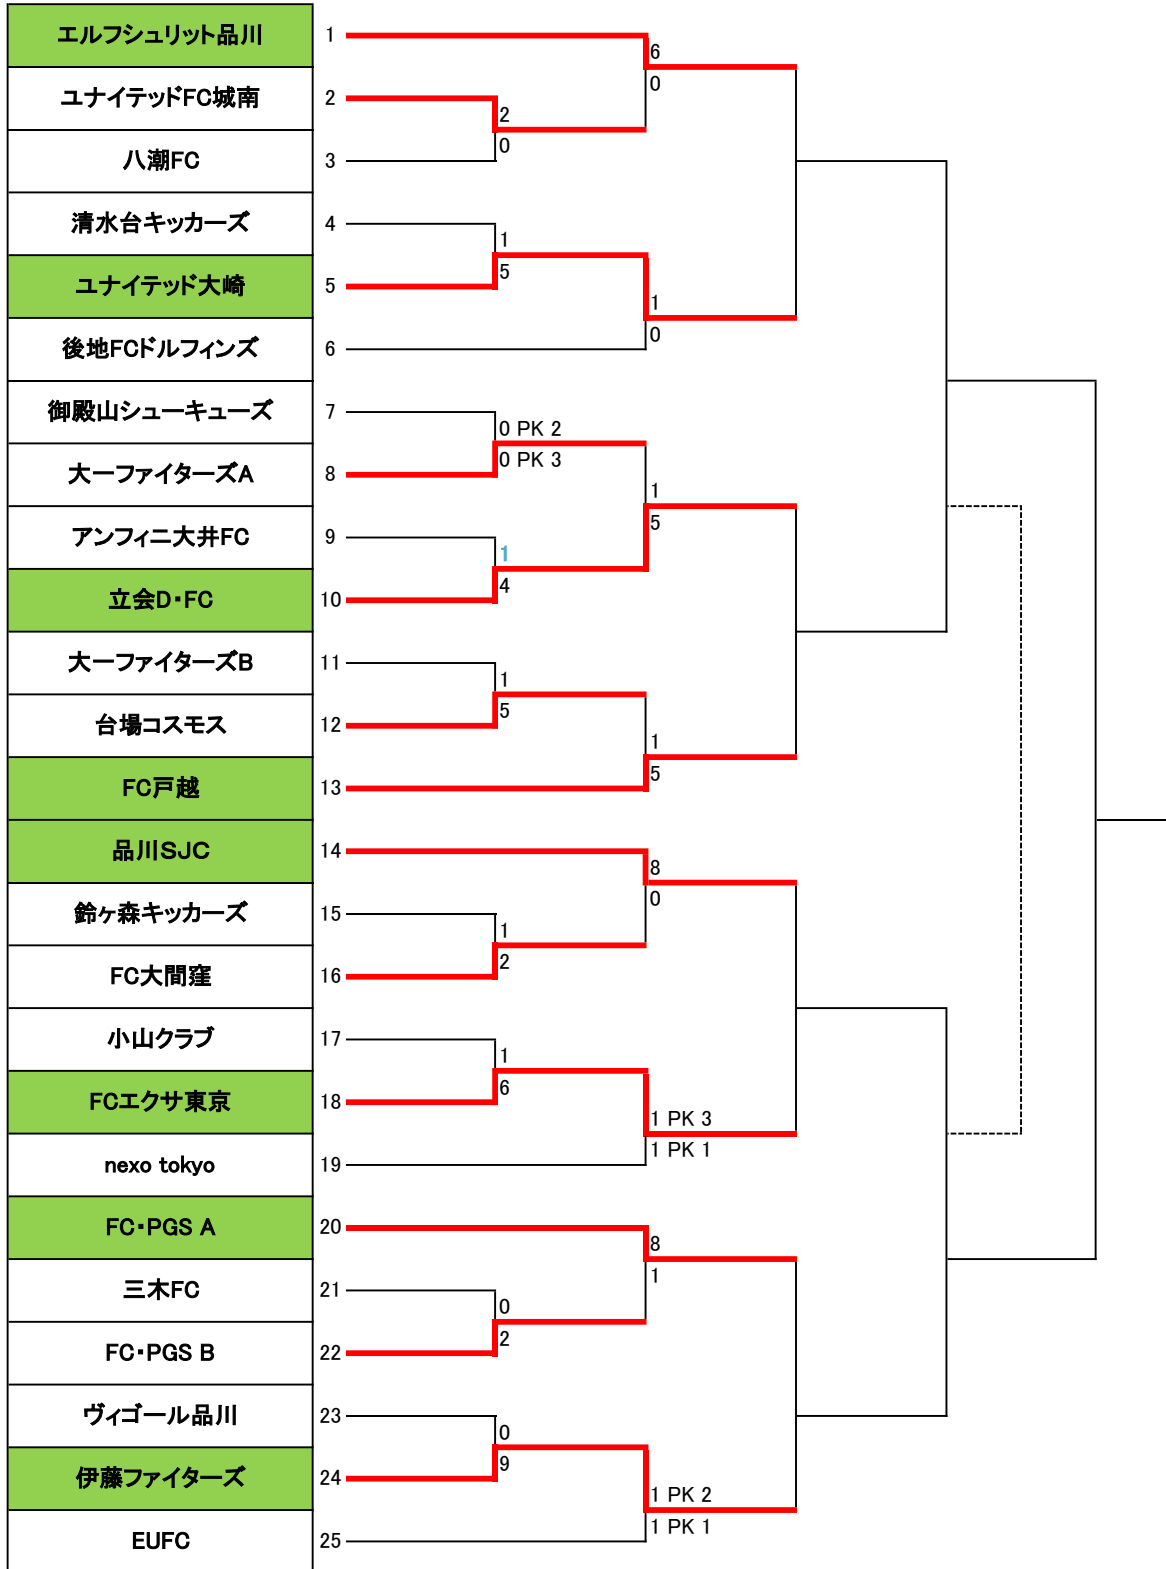 エルフシュリット品川 1
6
0
ユナイテッドFC城南 2
2
0
八潮FC 3
清水台キッカーズ 4
1
5
ユナイテッド大崎 5
1
0
後地FCドルフィンズ 6
御殿山シューキューズ 7
0 PK 2
0 PK 3
大一ファイターズA 8
1
5
アンフィニ大井FC 9
1
4
立会D・FC 10
大一ファイターズB 11
1
5
台場コスモス 12
1
5
FC戸越 13
品川SJC 14
8
0
鈴ヶ森キッカーズ 15
1
2
FC大間窪 16
小山クラブ 17
1
6
FCエクサ東京 18
1 PK 3
1 PK 1
nexo tokyo 19
FC・PGS A 20
8
1
三木FC 21
0
2
FC・PGS B 22
ヴィゴール品川 23
0
9
伊藤ファイターズ 24
1 PK 2
1 PK 1
EUFC 25